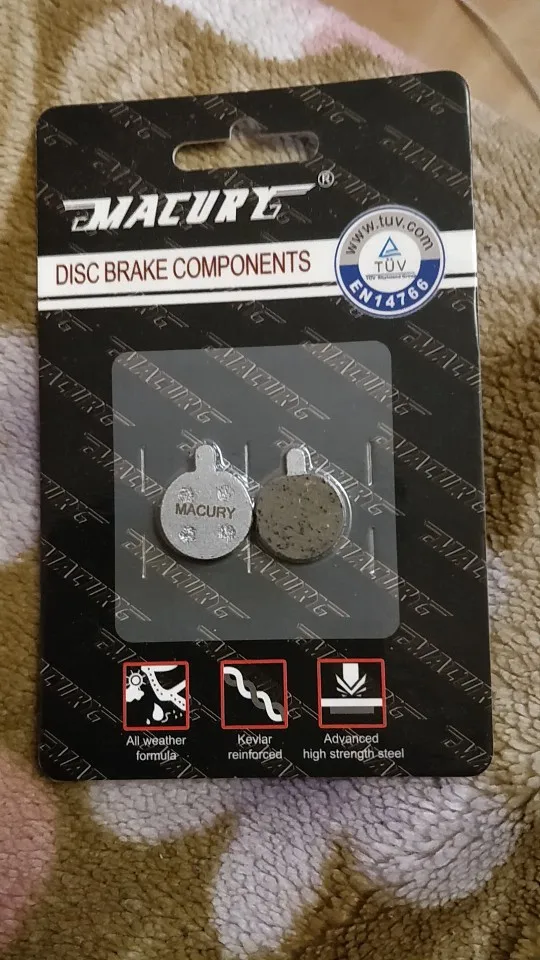 MACURY®
DISC BRAKE COMPONENTS
www.tuv.com
TÜV
EN14766
MACURY
All weather
formula
Kevlar
reinforced
Advanced
high strength steel